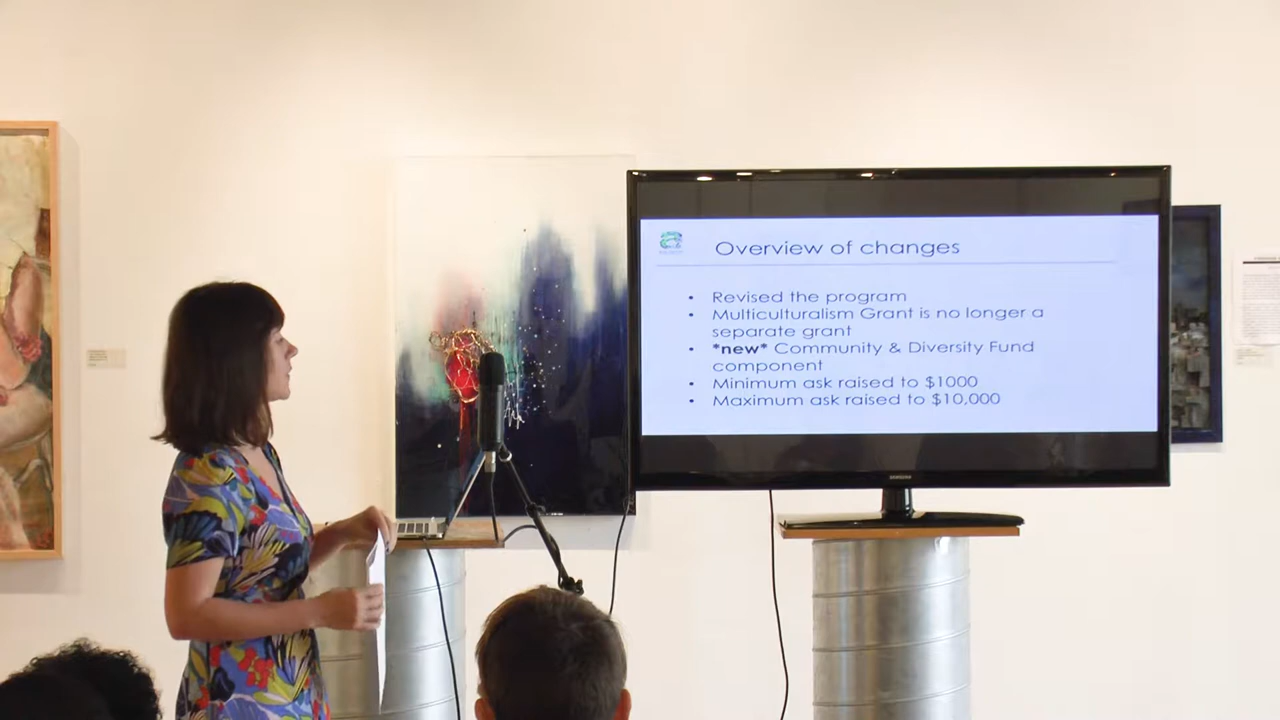 Overview of changes
• Revised the program
• Multiculturalism Grant is no longer a
separate grant
• *new* Community & Diversity Fund
component
• Minimum ask raised to $1000
• Maximum ask raised to $10,000
SAMSUNG